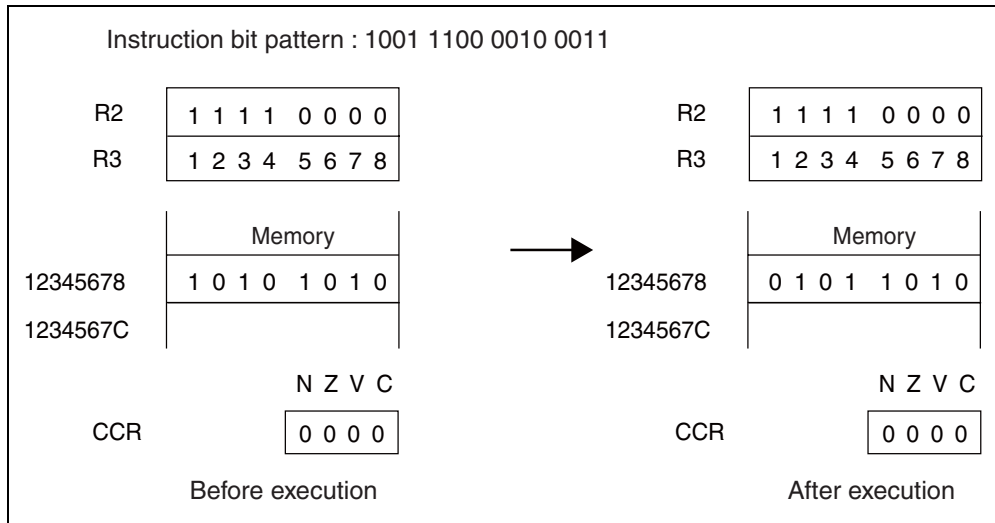 Instruction bit pattern : 1001 1100 0010 0011
R2 1 1 1 1 0 0 0 0 R2 1 1 1 1 0 0 0 0
R3 1 2 3 4 5 6 7 8 R3 1 2 3 4 5 6 7 8
Memory Memory
12345678 1 0 1 0 1 0 1 0 12345678 0 1 0 1 1 0 1 0
1234567C 1234567C
N Z V C N Z V C
CCR 0 0 0 0 CCR 0 0 0 0
Before execution After execution